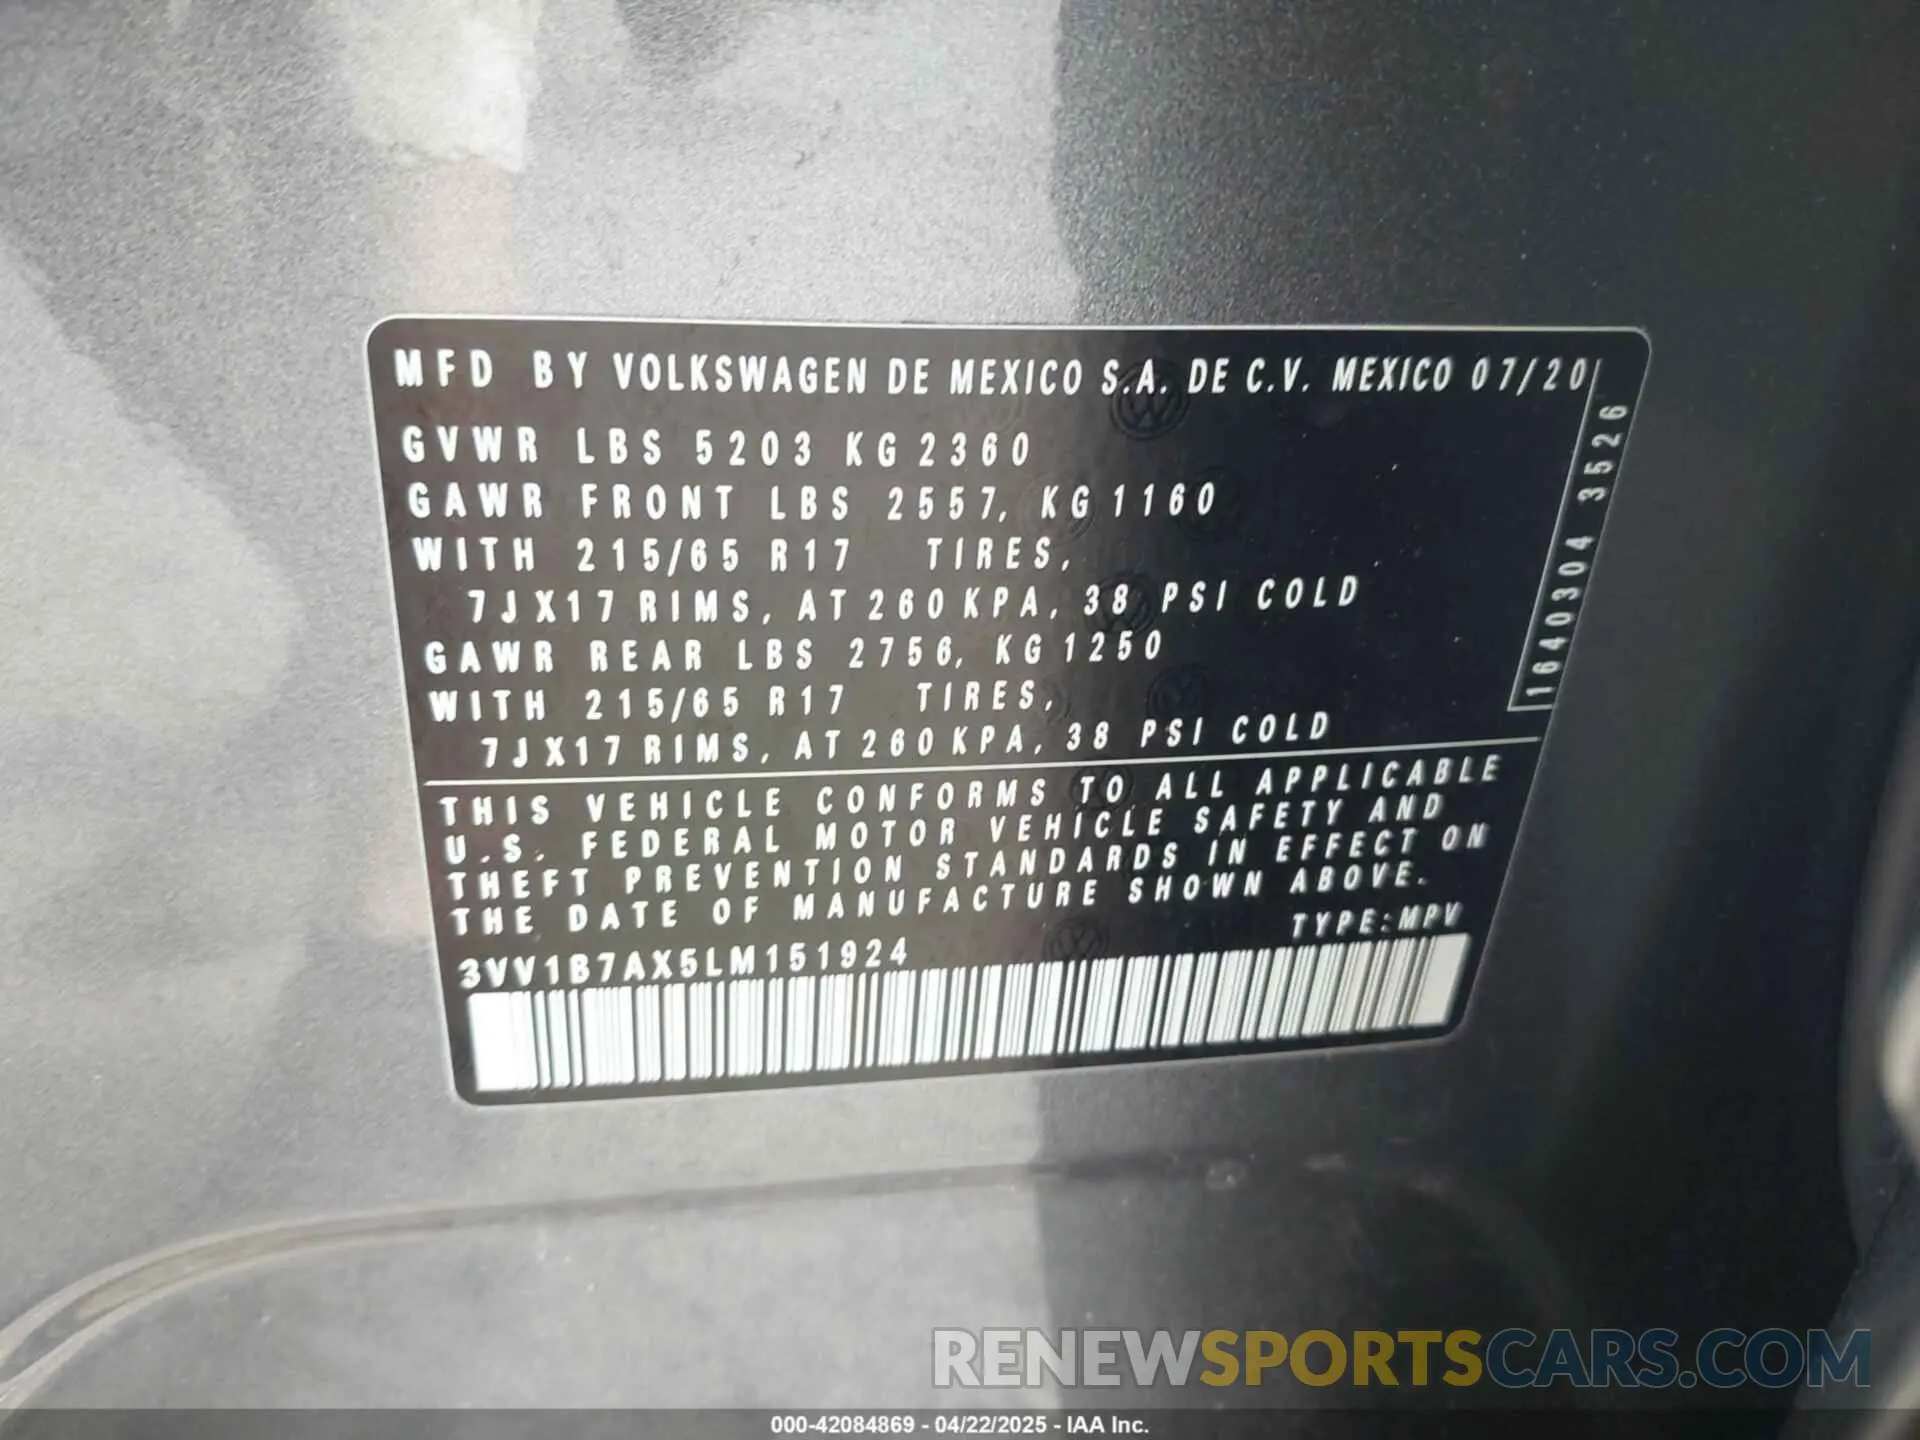 MFD BY VOLKSWAGEN DE MEXICO S.A. DE C.V. MEXICO 07/20
GVWR LBS 5203 KG 2360
GAWR FRONT LBS 2557, KG 1160
WITH 215/65 R17 TIRES,
7JX17 RIMS, AT 260 KPA, 38 PSI COLD
GAWR REAR LBS 2756, KG 1250
WITH 215/65 R17 TIRES,
7JX17 RIMS, AT 260 KPA, 38 PSI COLD
1640304 3526
THIS VEHICLE CONFORMS TO ALL APPLICABLE
U.S. FEDERAL MOTOR VEHICLE SAFETY AND
THEFT PREVENTION STANDARDS IN EFFECT ON
THE DATE OF MANUFACTURE SHOWN ABOVE.
TYPE:MPV
3VV1B7AX5LM151924
RENEWSPORTSCARS.COM
000-42084869 - 04/22/2025 - IAA Inc.